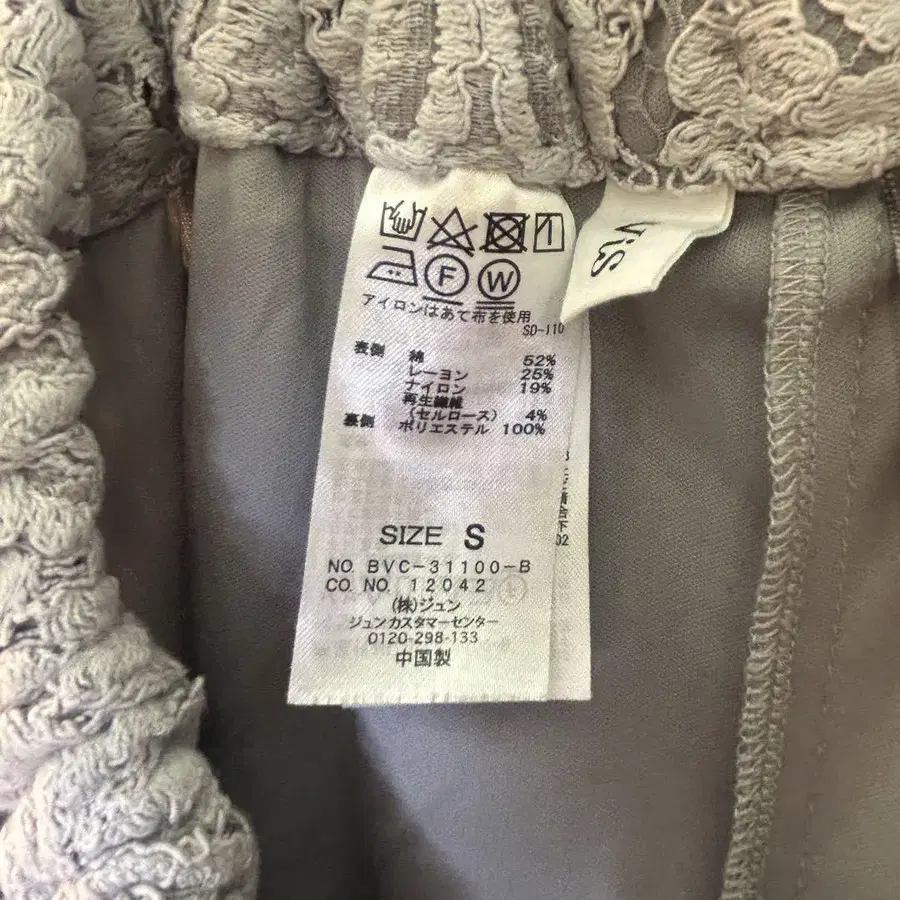 F W
アイロンはあて布を使用
SD-110
表側 綿 52%
レーヨン 25%
ナイロン 19%
再生繊維
(セルロース) 4%
裏側 ポリエステル 100%
SIZE S
NO. BVC-31100-B
CO. NO. 12042
(株)ジュン
ジュンカスタマーセンター
0120-298-133
中国製